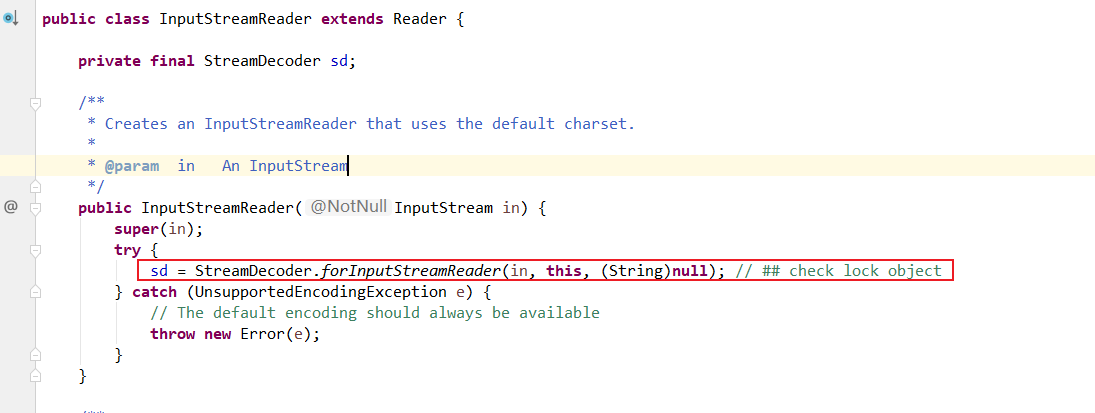 public class InputStreamReader extends Reader {
private final StreamDecoder sd;
/**
* Creates an InputStreamReader that uses the default charset.
*
* @param  in   An InputStream
*/
@
public InputStreamReader( @NotNull InputStream in) {
super(in);
try {
sd = StreamDecoder.forInputStreamReader(in, this, (String)null); // ## check lock object
} catch (UnsupportedEncodingException e) {
// The default encoding should always be available
throw new Error(e);
}
}
/**